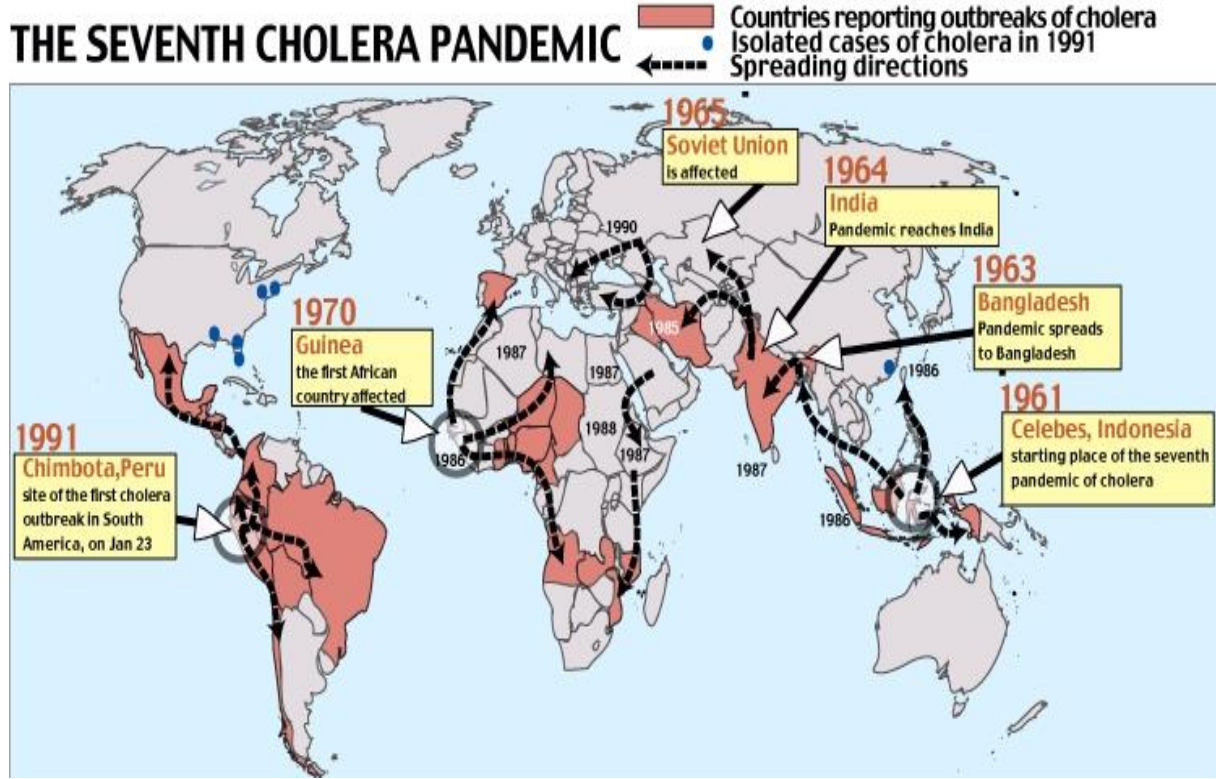 THE SEVENTH CHOLERA PANDEMIC
Countries reporting outbreaks of cholera
Isolated cases of cholera in 1991
Spreading directions
1965
Soviet Union
is affected
1964
India
Pandemic reaches India
1963
Bangladesh
Pandemic spreads
to Bangladesh
1961
Celebes, Indonesia
starting place of the seventh
pandemic of cholera
1970
Guinea
the first African
country affected
1991
Chimbota,Peru
site of the first cholera
outbreak in South
America, on Jan 23
1990
1985
1987
1987
1988
1987
1986
1987
1986
1986